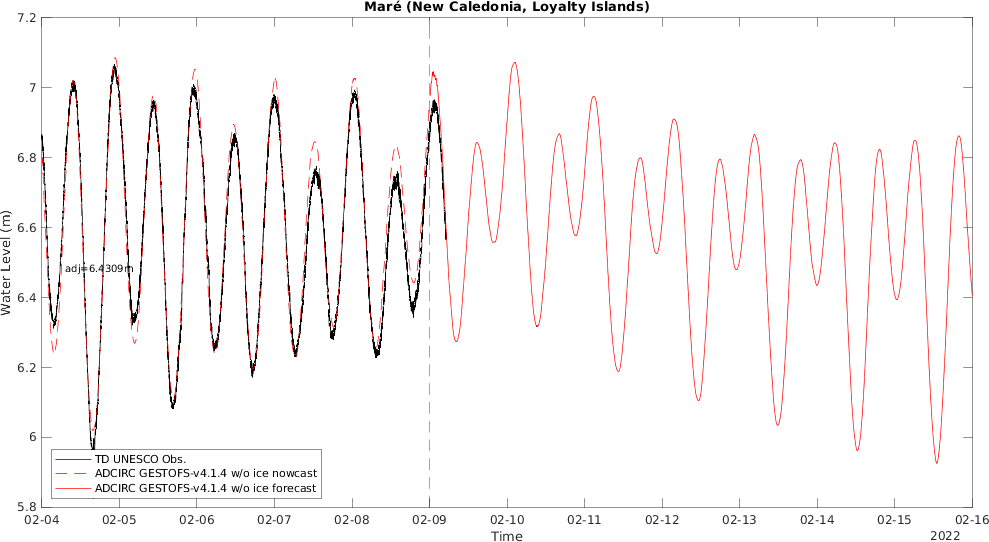 Maré (New Caledonia, Loyalty Islands)
7.2
7
6.8
6.6
6.4
6.2
6
5.8
Water Level (m)
adj=6.4309m
TD UNESCO Obs.
ADCIRC GESTOFS-v4.1.4 w/o ice nowcast
ADCIRC GESTOFS-v4.1.4 w/o ice forecast
02-04 02-05 02-06 02-07 02-08 02-09 02-10 02-11 02-12 02-13 02-14 02-15 02-16
Time
2022